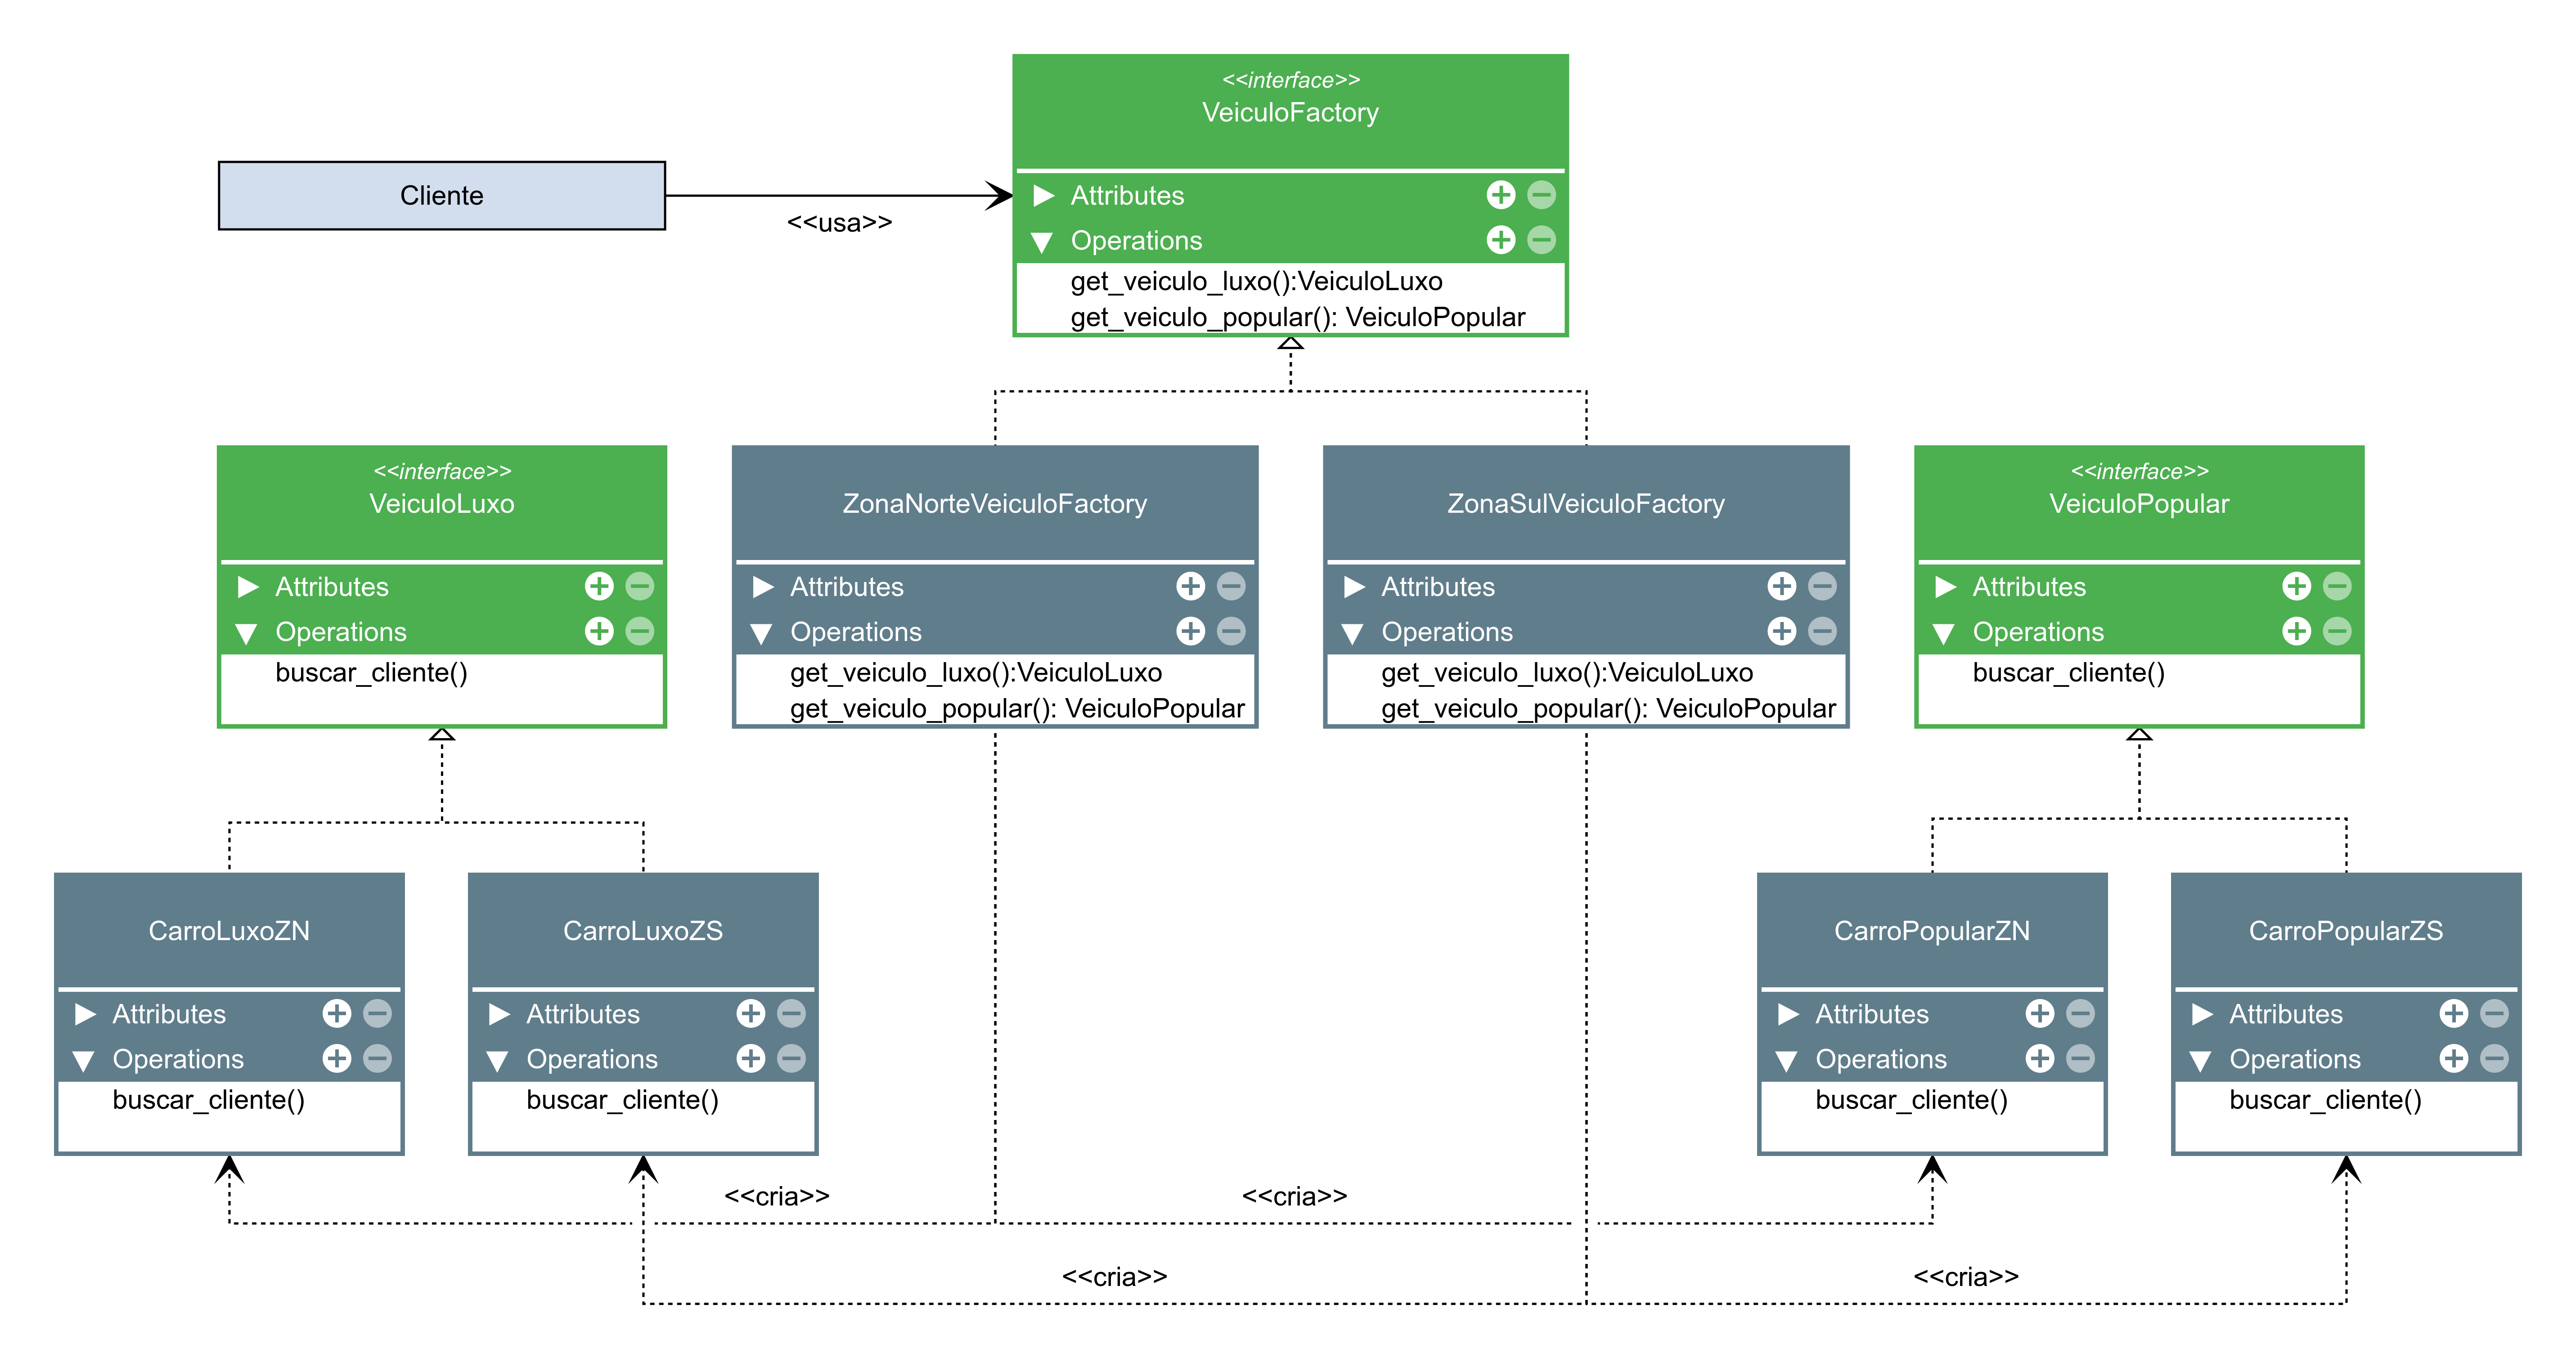 <<interface>>
VeiculoFactory
Cliente
<<usa>>
Attributes
Operations
get_veiculo_luxo():VeiculoLuxo
get_veiculo_popular(): VeiculoPopular
<<interface>>
VeiculoLuxo
Attributes
Operations
buscar_cliente()
ZonaNorteVeiculoFactory
Attributes
Operations
get_veiculo_luxo():VeiculoLuxo
get_veiculo_popular(): VeiculoPopular
ZonaSulVeiculoFactory
Attributes
Operations
get_veiculo_luxo():VeiculoLuxo
get_veiculo_popular(): VeiculoPopular
<<interface>>
VeiculoPopular
Attributes
Operations
buscar_cliente()
CarroLuxoZN
Attributes
Operations
buscar_cliente()
CarroLuxoZS
Attributes
Operations
buscar_cliente()
CarroPopularZN
Attributes
Operations
buscar_cliente()
CarroPopularZS
Attributes
Operations
buscar_cliente()
<<cria>>
<<cria>>
<<cria>>
<<cria>>